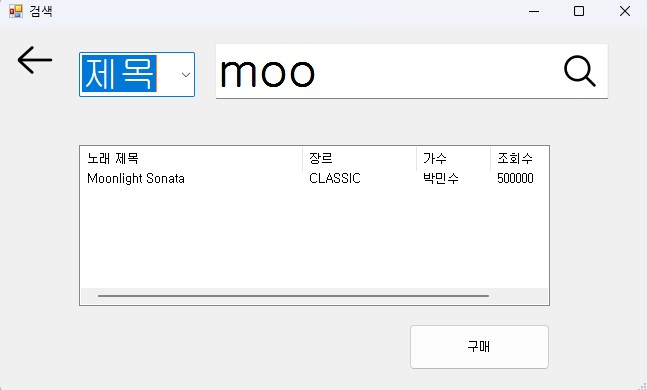 검색
제목 moo
노래 제목 장르 가수 조회수
Moonlight Sonata CLASSIC 박민수 500000
구매